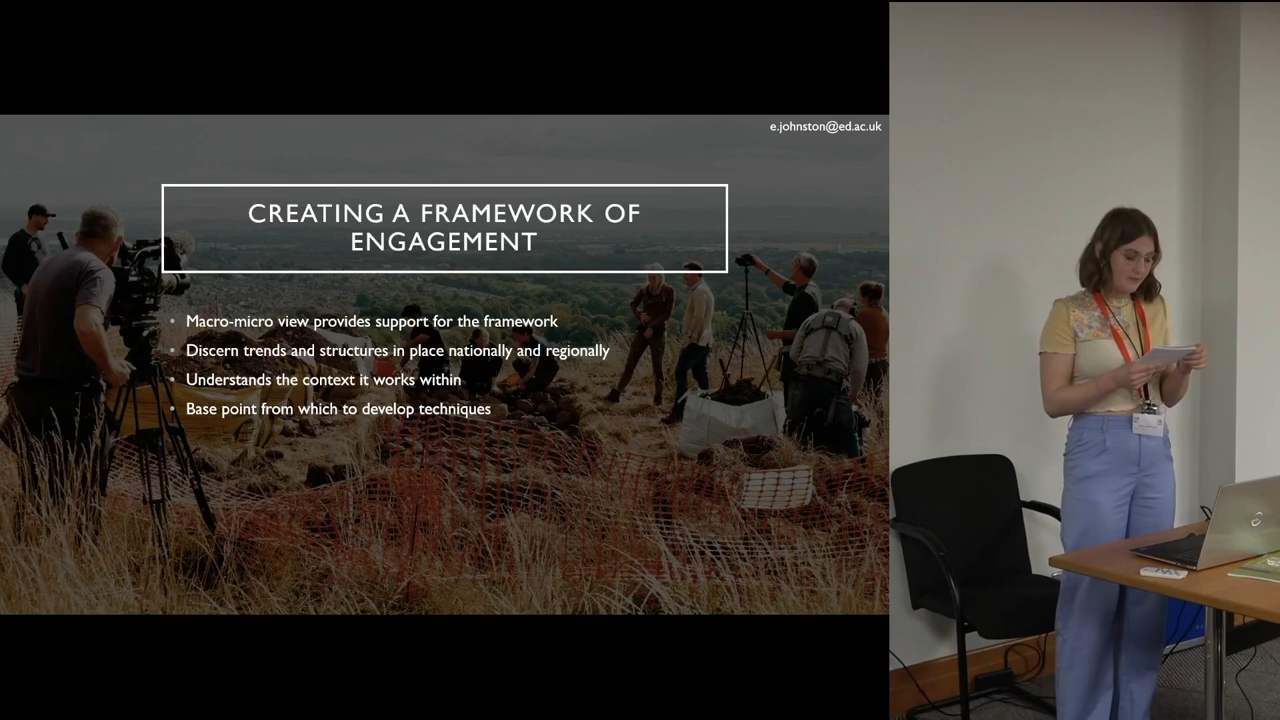 e.johnston@ed.ac.uk
CREATING A FRAMEWORK OF
ENGAGEMENT
• Macro-micro view provides support for the framework
• Discern trends and structures in place nationally and regionally
• Understands the context it works within
• Base point from which to develop techniques